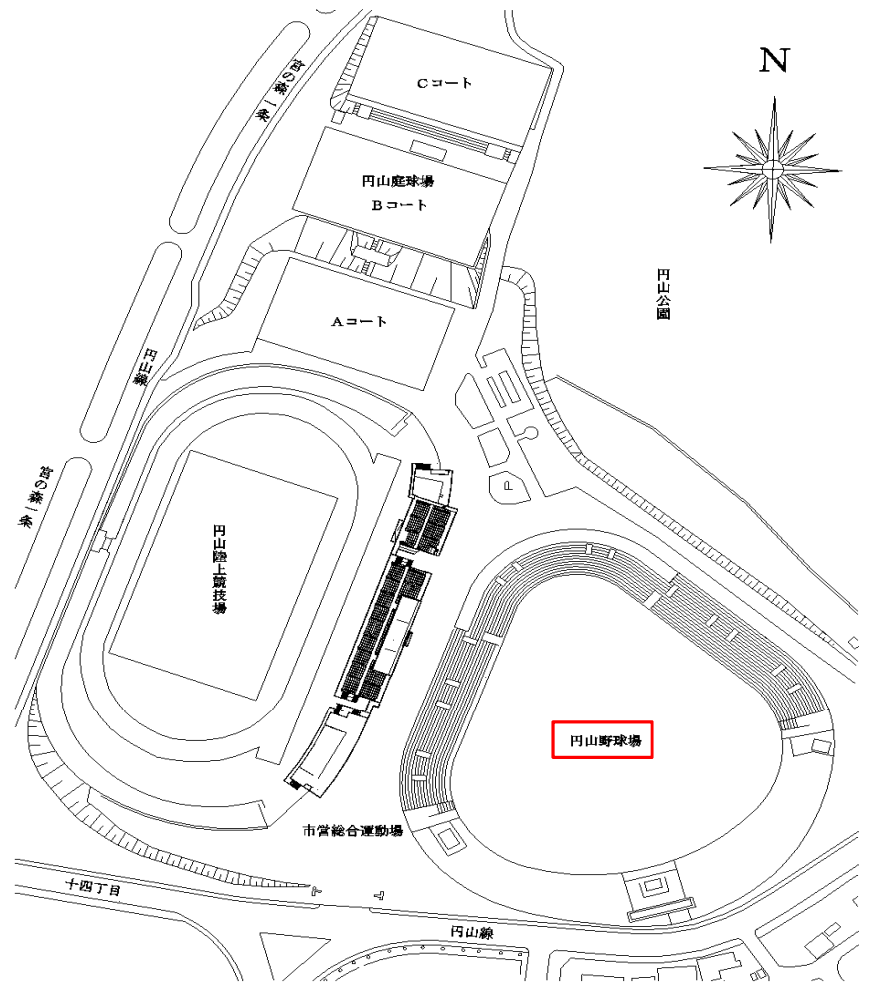 N
宮の森一条
Cコート
円山庭球場
Bコート
円山公園
Aコート
円山線
宮の森一条
P
円山陸上競技場
円山野球場
市営総合運動場
十四丁目
円山線